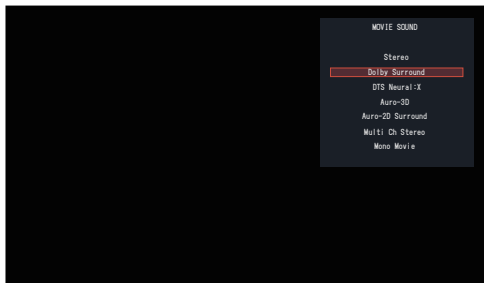 MOVIE SOUND
Stereo
Dolby Surround
DTS Neural:X
Auro-3D
Auro-2D Surround
Multi Ch Stereo
Mono Movie